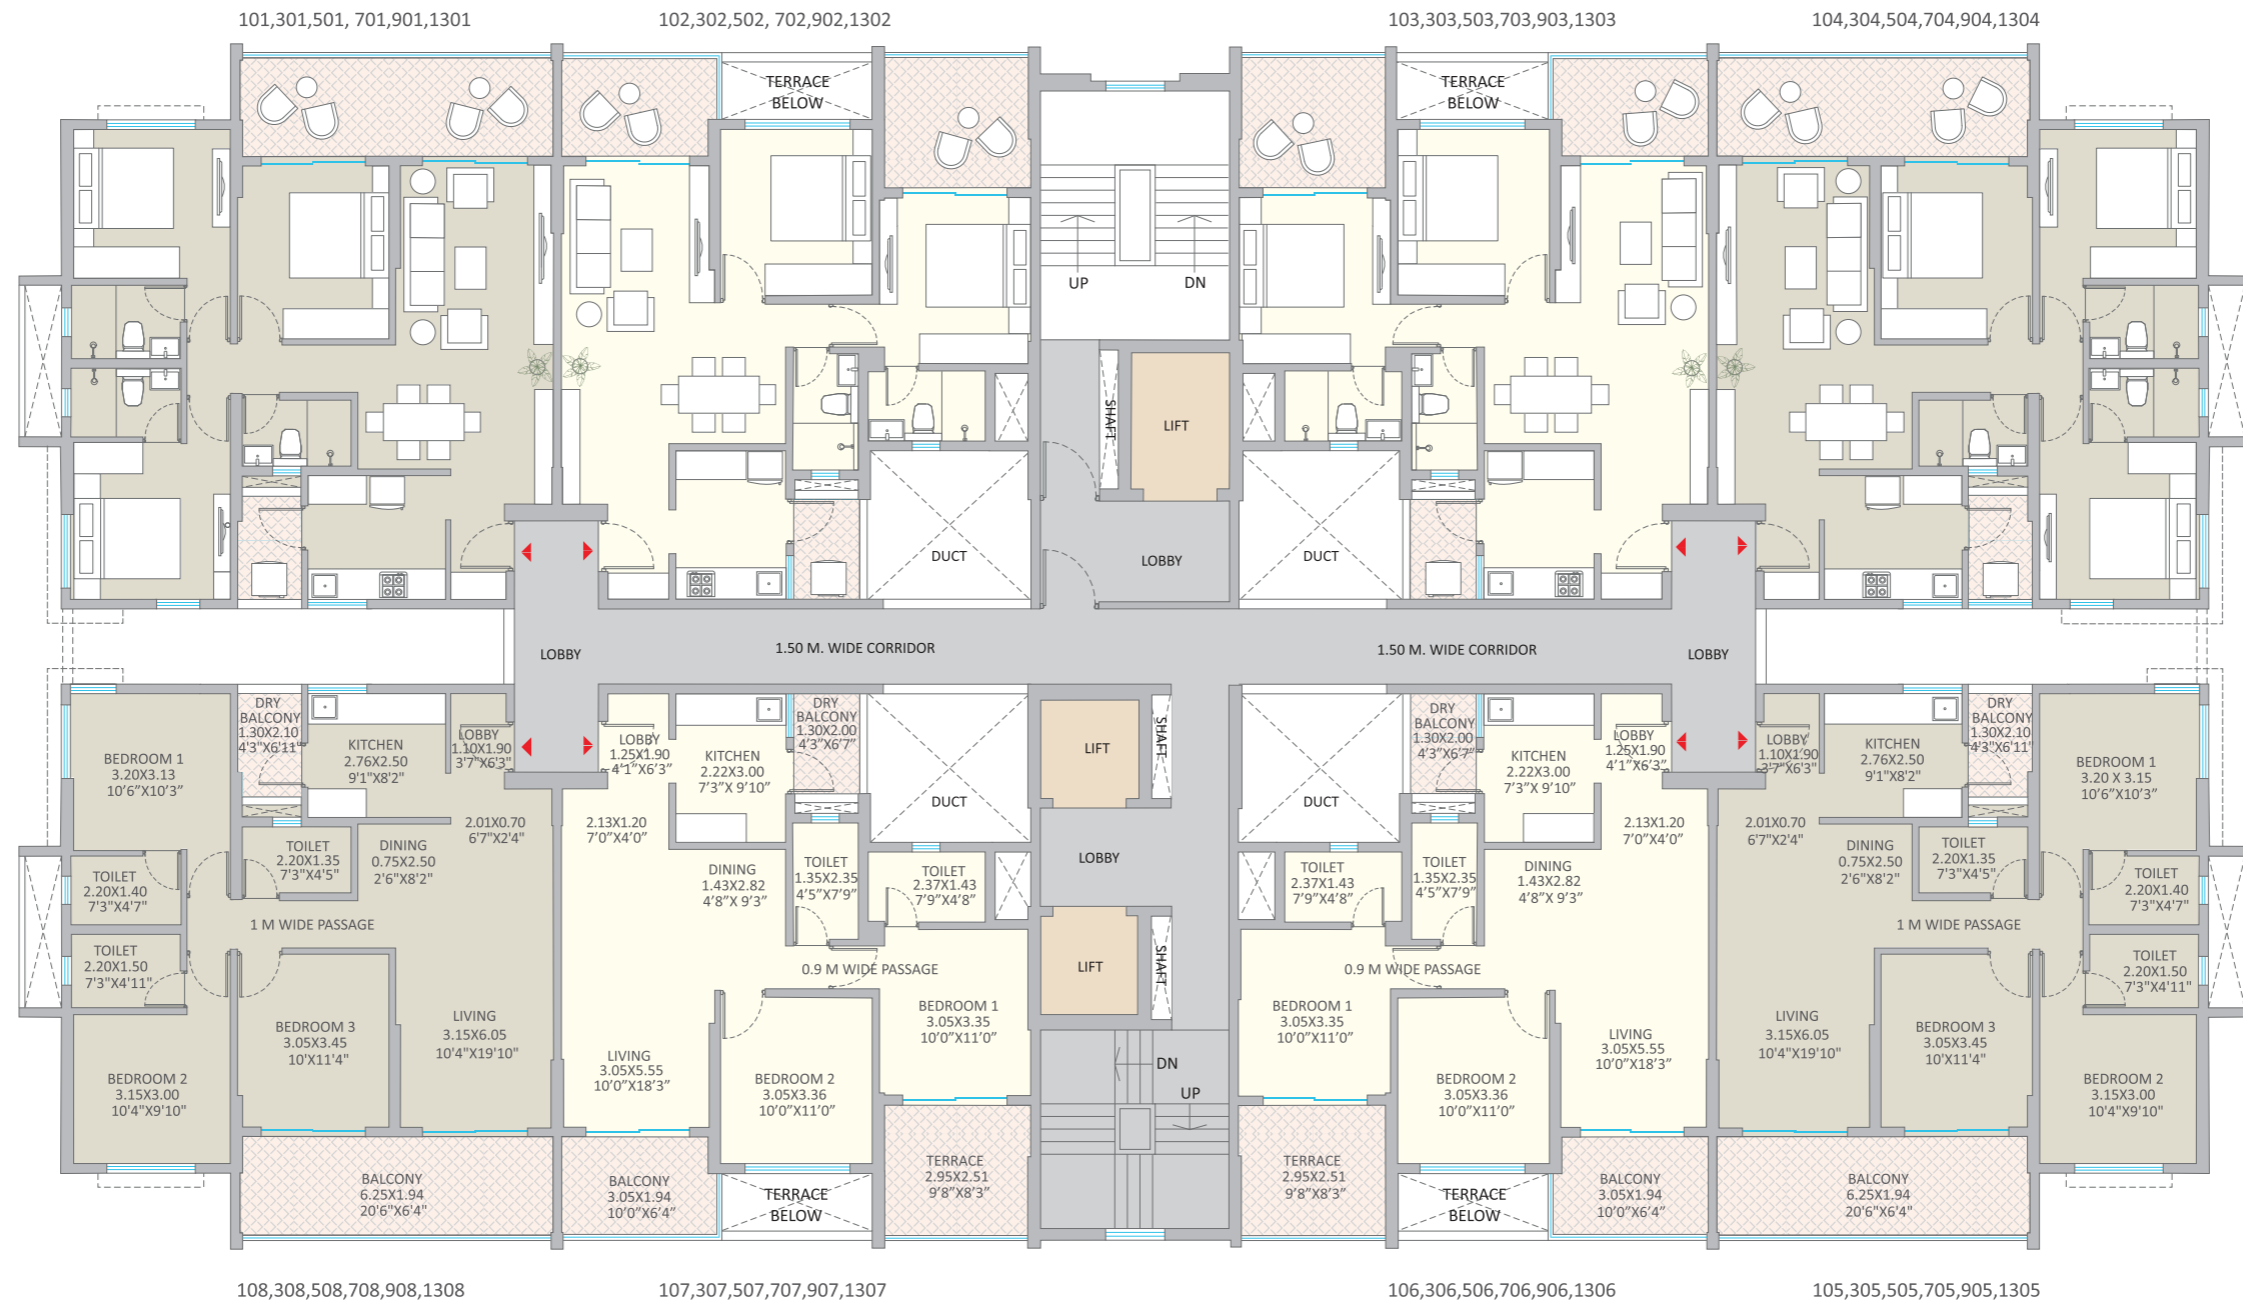 101,301,501, 701,901,1301
102,302,502, 702,902,1302
103,303,503,703,903,1303
104,304,504,704,904,1304
TERRACE
BELOW
TERRACE
BELOW
UP
DN
SHAFT
LIFT
DUCT
LOBBY
DUCT
LOBBY
1.50 M. WIDE CORRIDOR
1.50 M. WIDE CORRIDOR
LOBBY
BEDROOM 1
3.20X3.13
10'6"X10'3"
DRY
BALCONY
1.30X2.10
4'3"X6'11"
KITCHEN
2.76X2.50
9'1"X8'2"
LOBBY
1.10X1.90
3'7"X6'3"
LOBBY
1.25X1.90
4'1"X6'3"
KITCHEN
2.22X3.00
7'3"X 9'10"
DRY
BALCONY
1.30X2.00
4'3"X6'7"
DUCT
LIFT
SHAFT
DUCT
DRY
BALCONY
1.30X2.00
4'3"X6'7"
KITCHEN
2.22X3.00
7'3"X 9'10"
LOBBY
1.25X1.90
4'1"X6'3"
LOBBY
1.10X1.90
3'7"X6'3"
KITCHEN
2.76X2.50
9'1"X8'2"
DRY
BALCONY
1.30X2.10
4'3"X6'11"
BEDROOM 1
3.20 X 3.15
10'6"X10'3"
2.01X0.70
6'7"X2'4"
2.13X1.20
7'0"X4'0"
2.13X1.20
7'0"X4'0"
2.01X0.70
6'7"X2'4"
TOILET
2.20X1.40
7'3"X4'7"
TOILET
2.20X1.35
7'3"X4'5"
DINING
0.75X2.50
2'6"X8'2"
DINING
1.43X2.82
4'8"X 9'3"
TOILET
1.35X2.35
4'5"X7'9"
TOILET
2.37X1.43
7'9"X4'8"
LOBBY
TOILET
2.37X1.43
7'9"X4'8"
TOILET
1.35X2.35
4'5"X7'9"
DINING
1.43X2.82
4'8"X 9'3"
DINING
0.75X2.50
2'6"X8'2"
TOILET
2.20X1.35
7'3"X4'5"
TOILET
2.20X1.40
7'3"X4'7"
1 M WIDE PASSAGE
1 M WIDE PASSAGE
TOILET
2.20X1.50
7'3"X4'11"
0.9 M WIDE PASSAGE
LIFT
SHAFT
0.9 M WIDE PASSAGE
TOILET
2.20X1.50
7'3"X4'11"
BEDROOM 2
3.15X3.00
10'4"X9'10"
BEDROOM 3
3.05X3.45
10'X11'4"
LIVING
3.15X6.05
10'4"X19'10"
LIVING
3.05X5.55
10'0"X18'3"
BEDROOM 2
3.05X3.36
10'0"X11'0"
BEDROOM 1
3.05X3.35
10'0"X11'0"
DN
UP
BEDROOM 1
3.05X3.35
10'0"X11'0"
BEDROOM 2
3.05X3.36
10'0"X11'0"
LIVING
3.05X5.55
10'0"X18'3"
LIVING
3.15X6.05
10'4"X19'10"
BEDROOM 3
3.05X3.45
10'X11'4"
BEDROOM 2
3.15X3.00
10'4"X9'10"
BALCONY
6.25X1.94
20'6"X6'4"
BALCONY
3.05X1.94
10'0"X6'4"
TERRACE
BELOW
TERRACE
2.95X2.51
9'8"X8'3"
TERRACE
2.95X2.51
9'8"X8'3"
TERRACE
BELOW
BALCONY
3.05X1.94
10'0"X6'4"
BALCONY
6.25X1.94
20'6"X6'4"
108,308,508,708,908,1308
107,307,507,707,907,1307
106,306,506,706,906,1306
105,305,505,705,905,1305